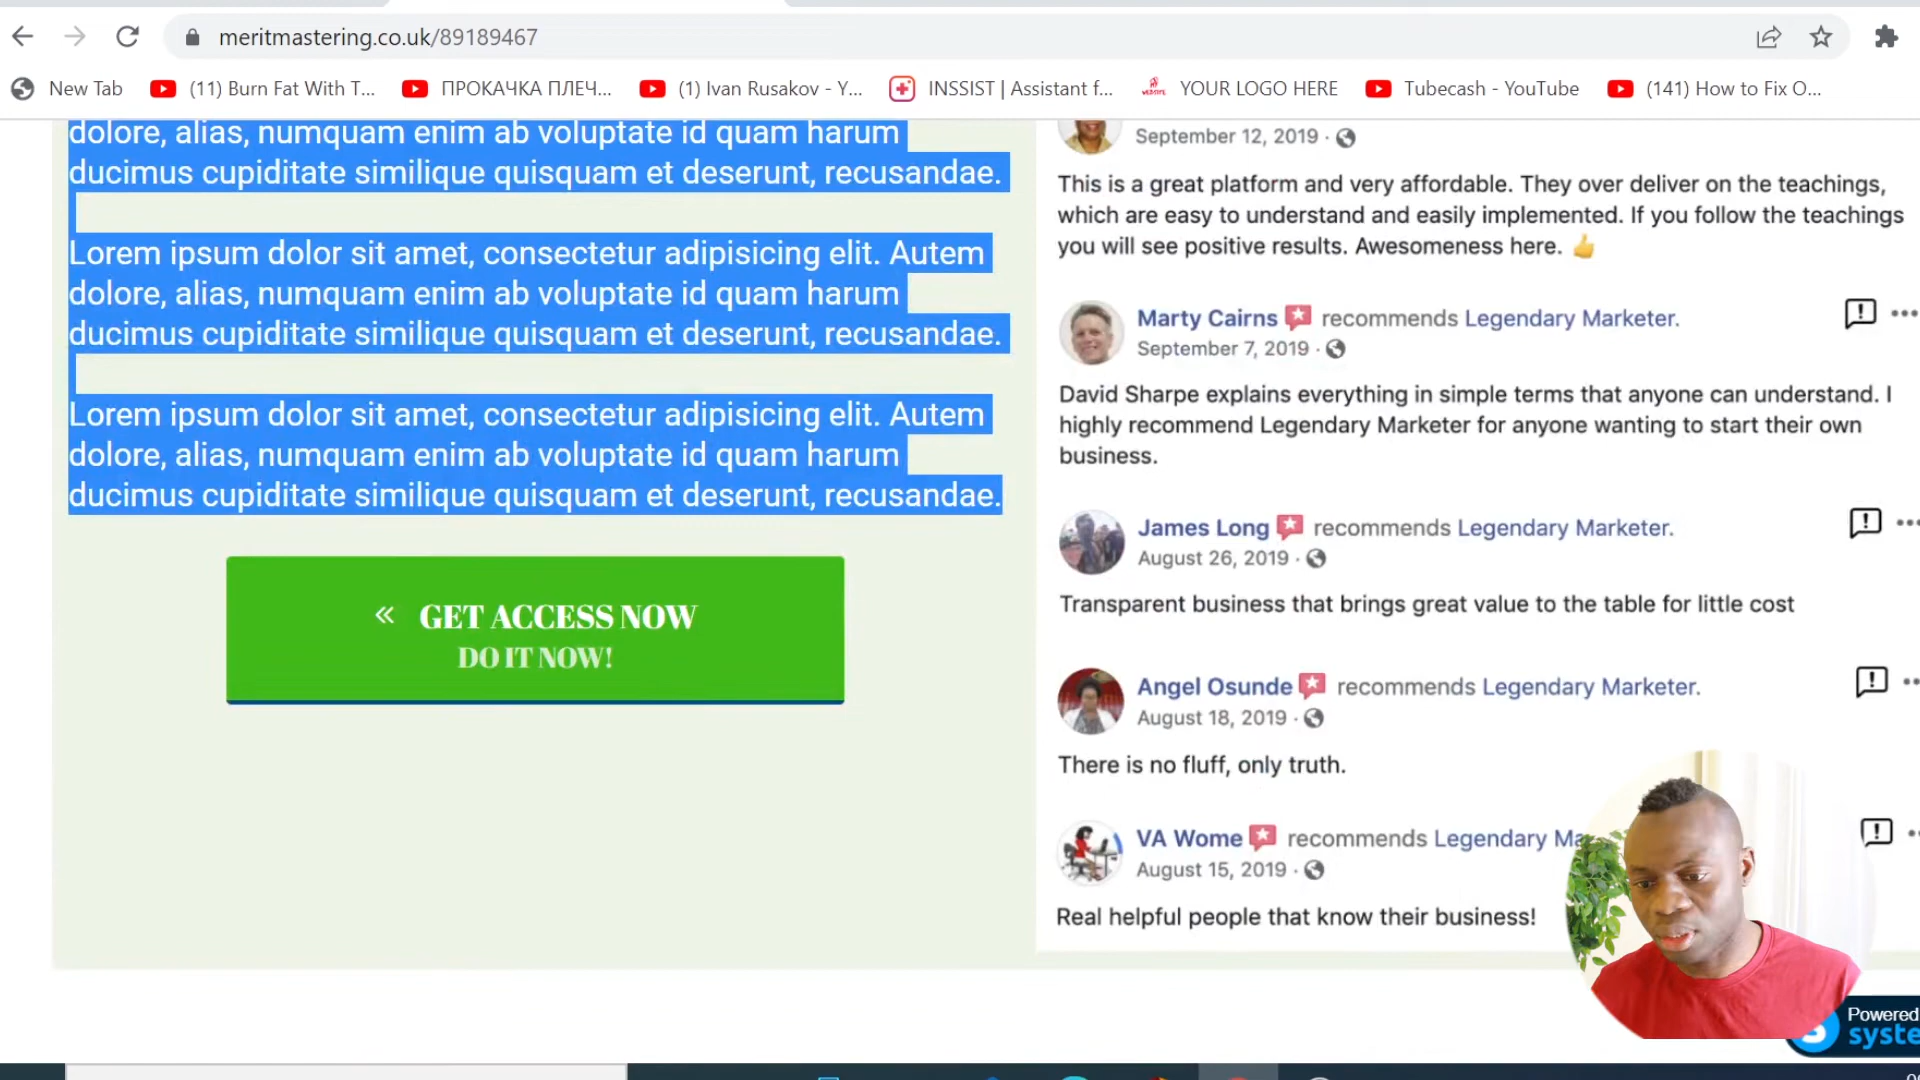 meritmastering.co.uk/89189467
New Tab
(11) Burn Fat With T...
ПРОКАЧКА ПЛЕЧ...
(1) Ivan Rusakov - Y...
INSSIST | Assistant f...
YOUR LOGO HERE
Tubecash - YouTube
(141) How to Fix O...
dolore, alias, numquam enim ab voluptate id quam harum
ducimus cupiditate similique quisquam et deserunt, recusandae.
Lorem ipsum dolor sit amet, consectetur adipisicing elit. Autem
dolore, alias, numquam enim ab voluptate id quam harum
ducimus cupiditate similique quisquam et deserunt, recusandae.
Lorem ipsum dolor sit amet, consectetur adipisicing elit. Autem
dolore, alias, numquam enim ab voluptate id quam harum
ducimus cupiditate similique quisquam et deserunt, recusandae.
« GET ACCESS NOW
DO IT NOW!
September 12, 2019 ·
This is a great platform and very affordable. They over deliver on the teachings,
which are easy to understand and easily implemented. If you follow the teachings
you will see positive results. Awesomeness here. 👍
Marty Cairns recommends Legendary Marketer.
September 7, 2019 ·
David Sharpe explains everything in simple terms that anyone can understand. I
highly recommend Legendary Marketer for anyone wanting to start their own
business.
James Long recommends Legendary Marketer.
August 26, 2019 ·
Transparent business that brings great value to the table for little cost
Angel Osunde recommends Legendary Marketer.
August 18, 2019 ·
There is no fluff, only truth.
VA Wome recommends Legendary Ma
August 15, 2019 ·
Real helpful people that know their business!
Powered
syste